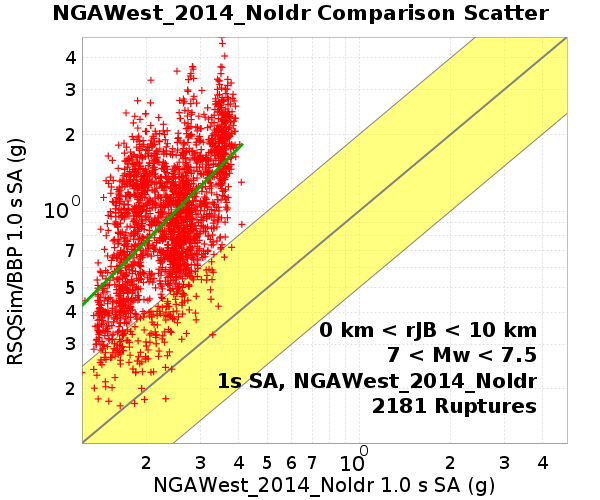 NGAWest_2014_NoIdr Comparison Scatter
4
3
2
10^0
7
5
4
3
2
RSQSim/BBP 1.0 s SA (g)
0 km < rJB < 10 km
7 < Mw < 7.5
1s SA, NGAWest_2014_NoIdr
2181 Ruptures
2 3 4 5 6 7 10^0 2 3 4
NGAWest_2014_NoIdr 1.0 s SA (g)